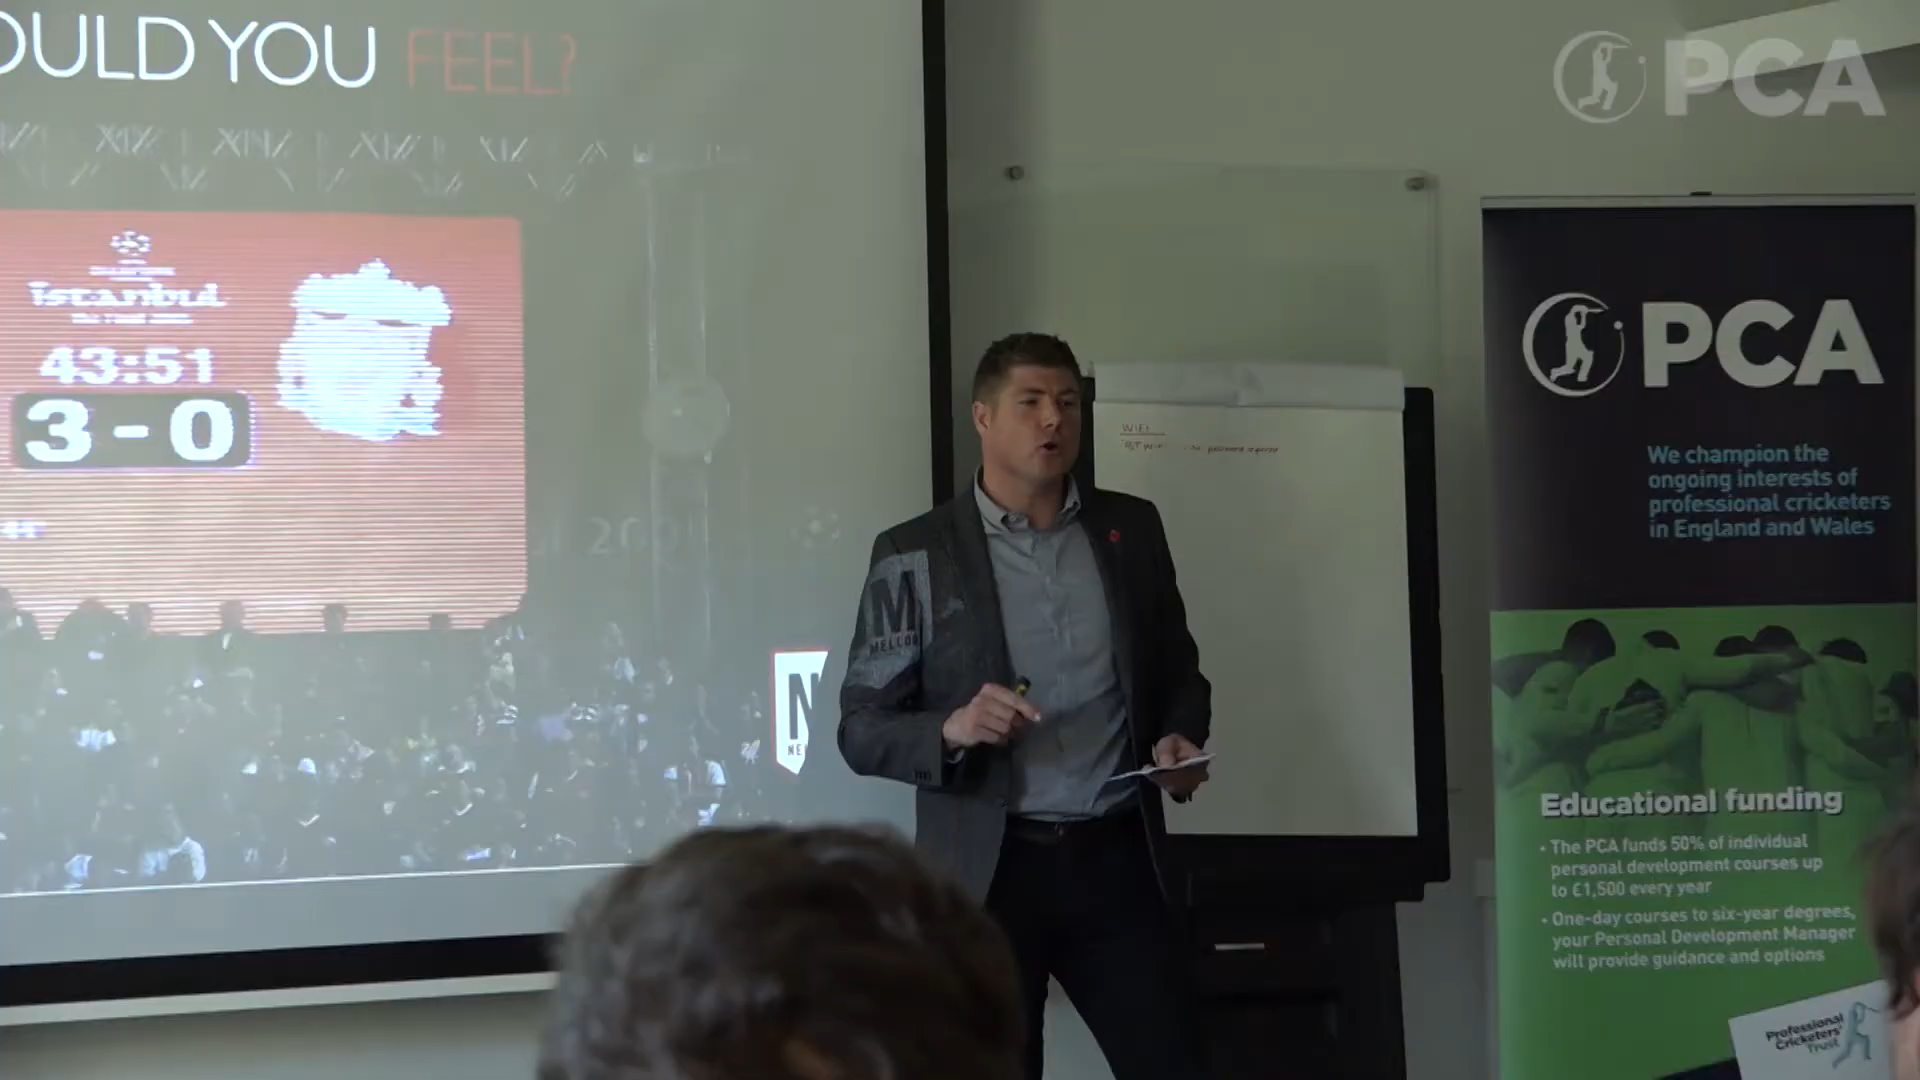 OULD YOU FEEL?
istanbul
43:51
3 - 0
M
MELLOR
N
NE
WIFI
PCA
PCA
We champion the
ongoing interests of
professional cricketers
in England and Wales
Educational funding
• The PCA funds 50% of individual
personal development courses up
to £1,500 every year
• One-day courses to six-year degrees,
your Personal Development Manager
will provide guidance and options
Professional
Cricketers'
Trust